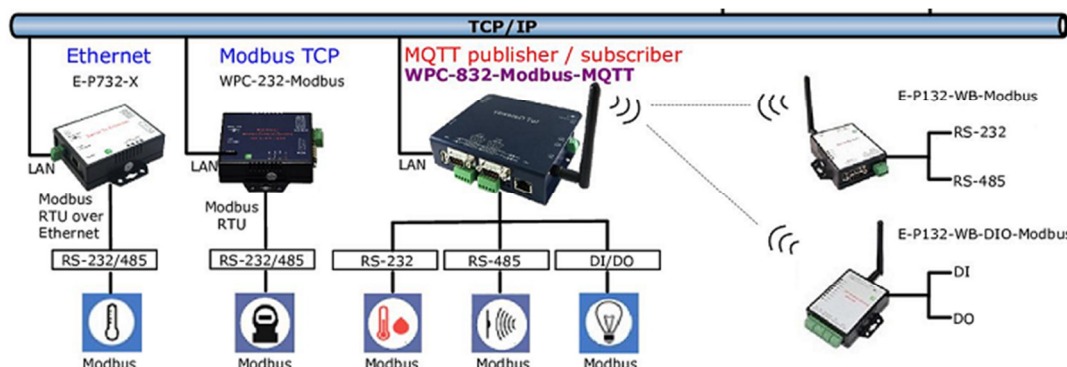 TCP/IP
Ethernet
E-P732-X
Modbus TCP
WPC-232-Modbus
MQTT publisher / subscriber
WPC-832-Modbus-MQTT
E-P132-WB-Modbus
RS-232
RS-485
LAN
LAN
LAN
Modbus
RTU over
Ethernet
Modbus
RTU
E-P132-WB-DIO-Modbus
DI
DO
RS-232/485
RS-232/485
RS-232
RS-485
DI/DO
Modbus
Modbus
Modbus
Modbus
Modbus